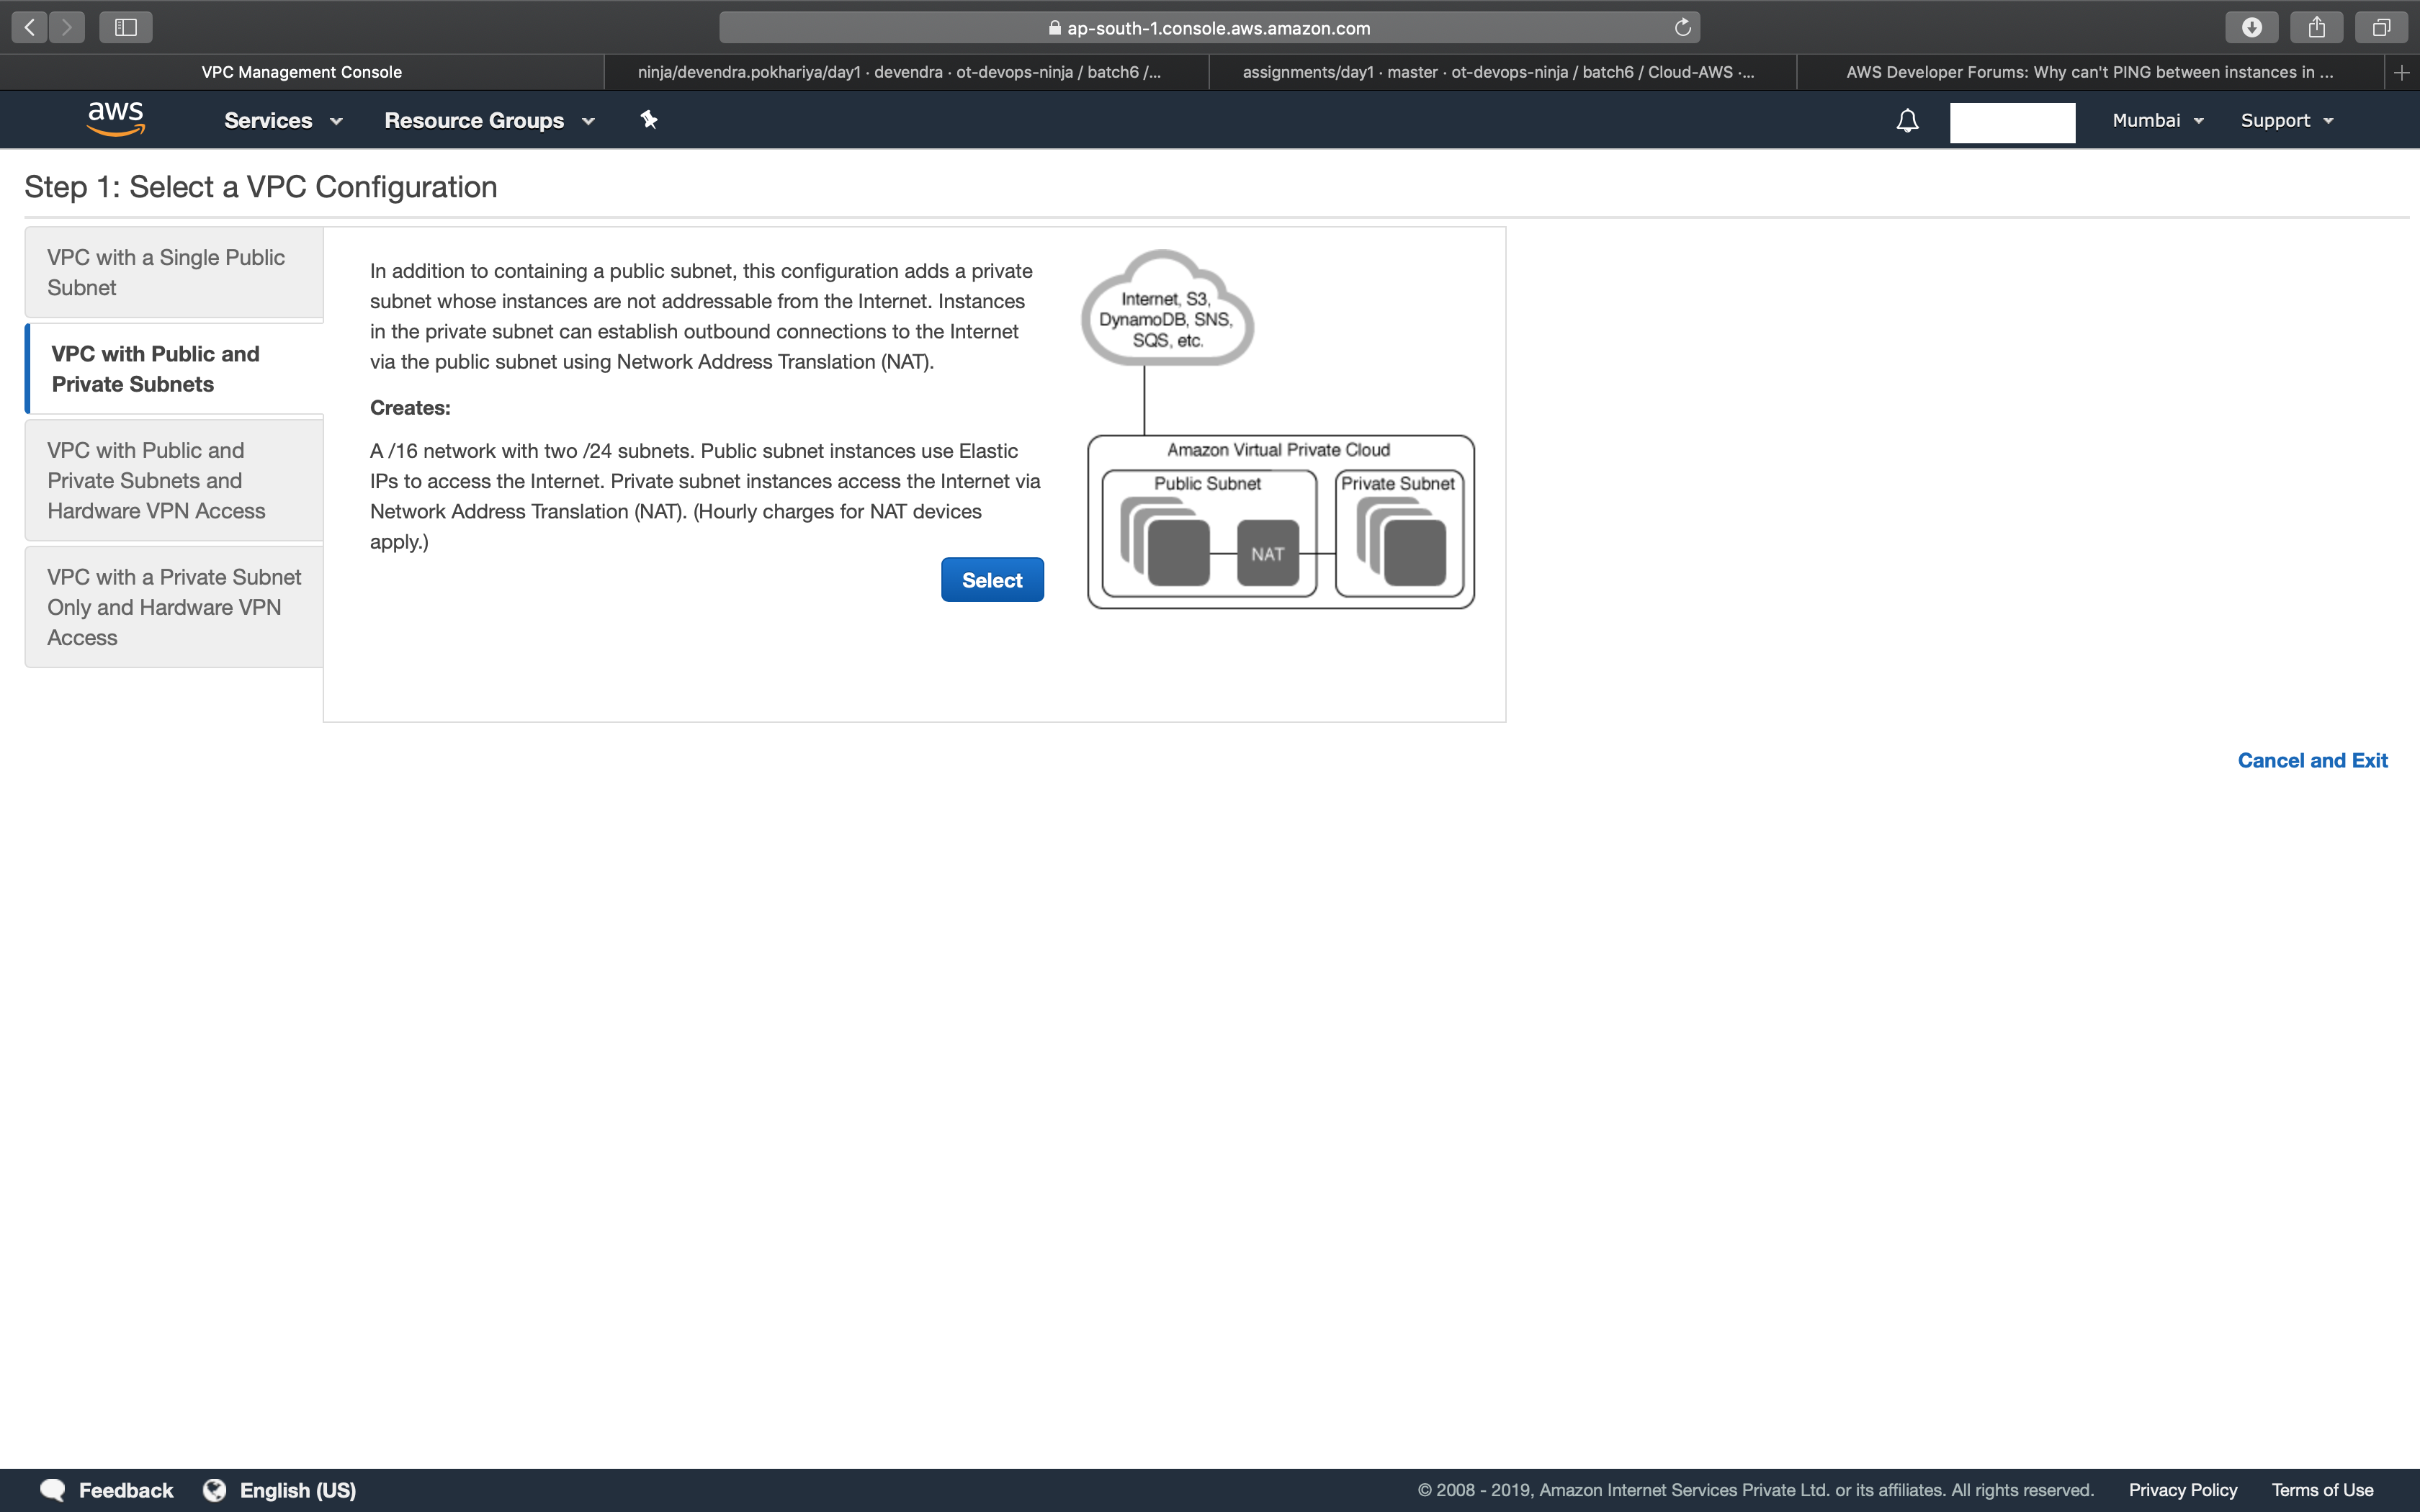 ap-south-1.console.aws.amazon.com
VPC Management Console
ninja/devendra.pokhariya/day1 · devendra · ot-devops-ninja / batch6 /...
assignments/day1 · master · ot-devops-ninja / batch6 / Cloud-AWS ·...
AWS Developer Forums: Why can't PING between instances in ...
aws
Services
Resource Groups
Mumbai
Support
Step 1: Select a VPC Configuration
VPC with a Single Public
Subnet
VPC with Public and
Private Subnets
VPC with Public and
Private Subnets and
Hardware VPN Access
VPC with a Private Subnet
Only and Hardware VPN
Access
In addition to containing a public subnet, this configuration adds a private
subnet whose instances are not addressable from the Internet. Instances
in the private subnet can establish outbound connections to the Internet
via the public subnet using Network Address Translation (NAT).
Creates:
A /16 network with two /24 subnets. Public subnet instances use Elastic
IPs to access the Internet. Private subnet instances access the Internet via
Network Address Translation (NAT). (Hourly charges for NAT devices
apply.)
Select
Internet, S3,
DynamoDB, SNS,
SQS, etc.
Amazon Virtual Private Cloud
Public Subnet
Private Subnet
NAT
Cancel and Exit
Feedback
English (US)
© 2008 - 2019, Amazon Internet Services Private Ltd. or its affiliates. All rights reserved.
Privacy Policy
Terms of Use